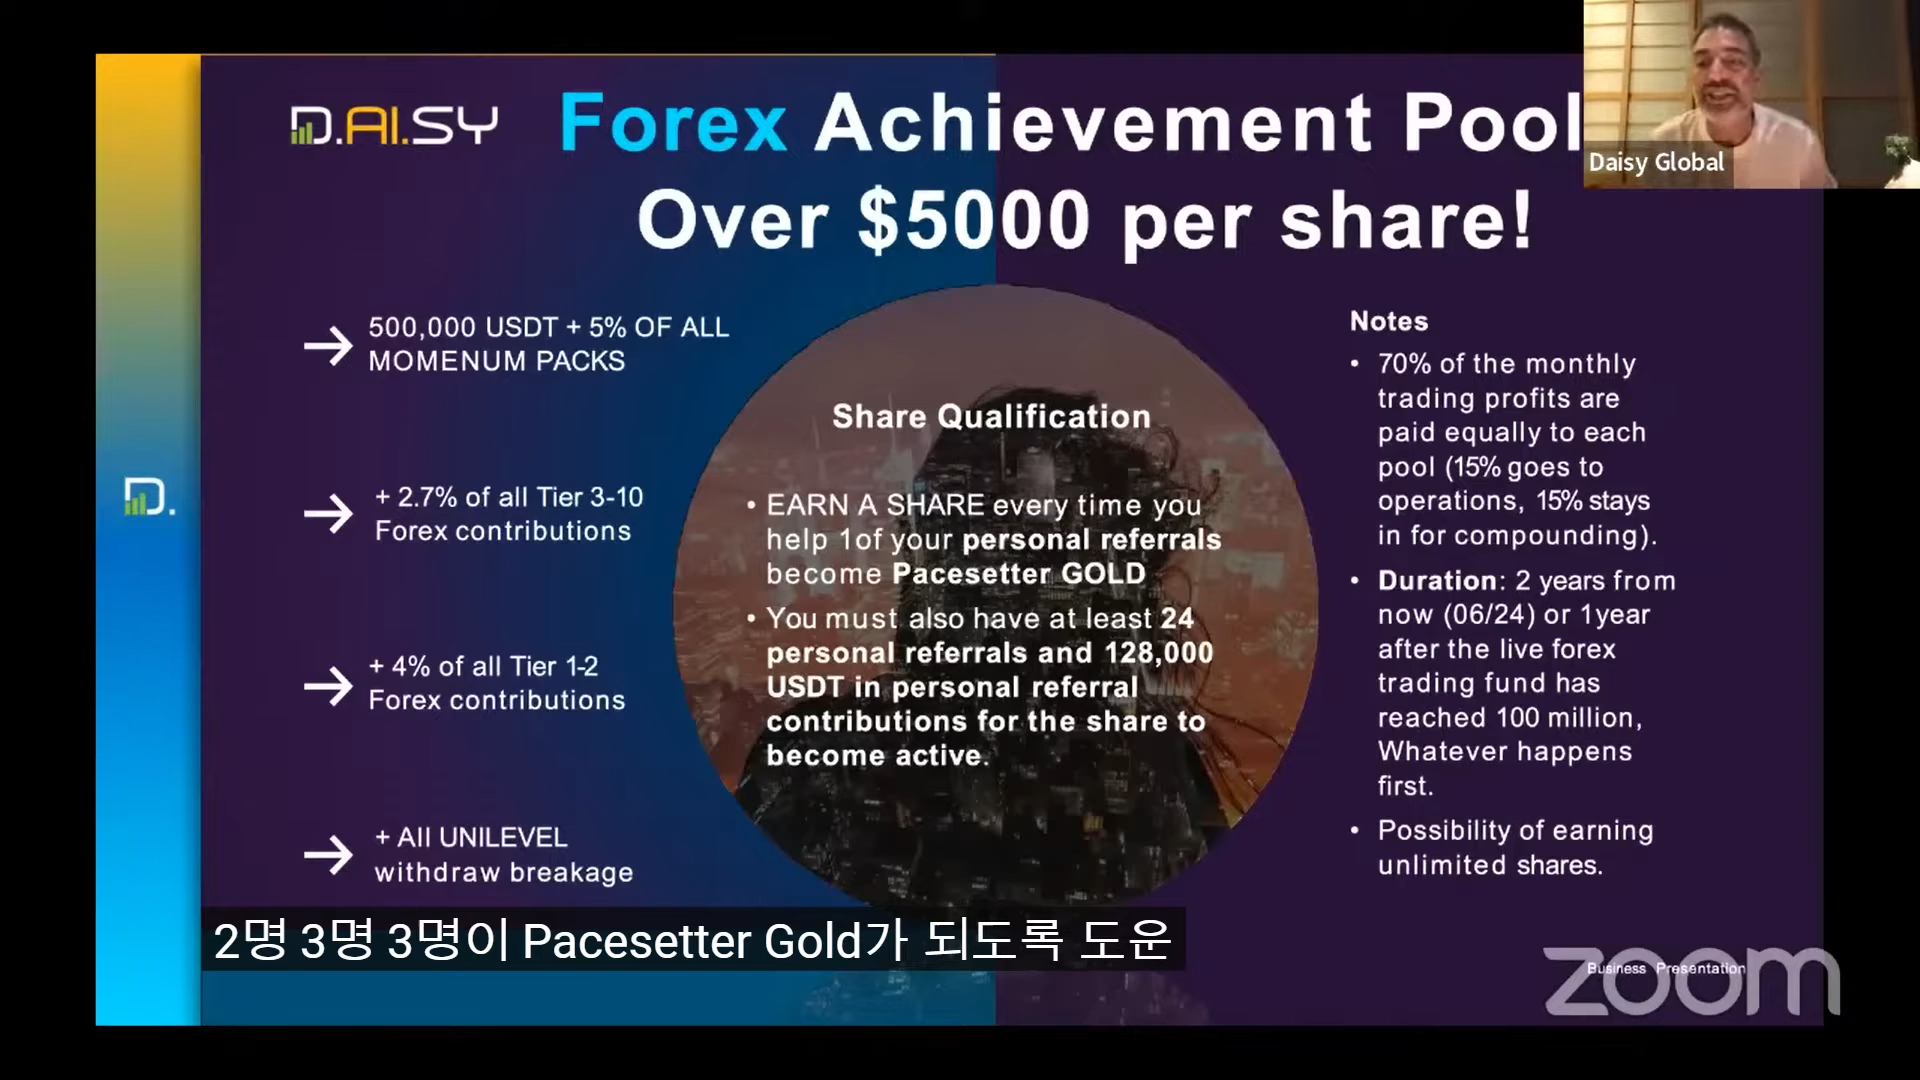 D.AI.SY
Forex Achievement Pool
Over $5000 per share!
Daisy Global
D.
500,000 USDT + 5% OF ALL
MOMENUM PACKS
+ 2.7% of all Tier 3-10
Forex contributions
+ 4% of all Tier 1-2
Forex contributions
+ All UNILEVEL
withdraw breakage
Share Qualification
• EARN A SHARE every time you
help 1of your personal referrals
become Pacesetter GOLD
• You must also have at least 24
personal referrals and 128,000
USDT in personal referral
contributions for the share to
become active.
Notes
• 70% of the monthly
trading profits are
paid equally to each
pool (15% goes to
operations, 15% stays
in for compounding).
• Duration: 2 years from
now (06/24) or 1year
after the live forex
trading fund has
reached 100 million,
Whatever happens
first.
• Possibility of earning
unlimited shares.
2명 3명 3명이 Pacesetter Gold가 되도록 도운
Business Presentation
zoom